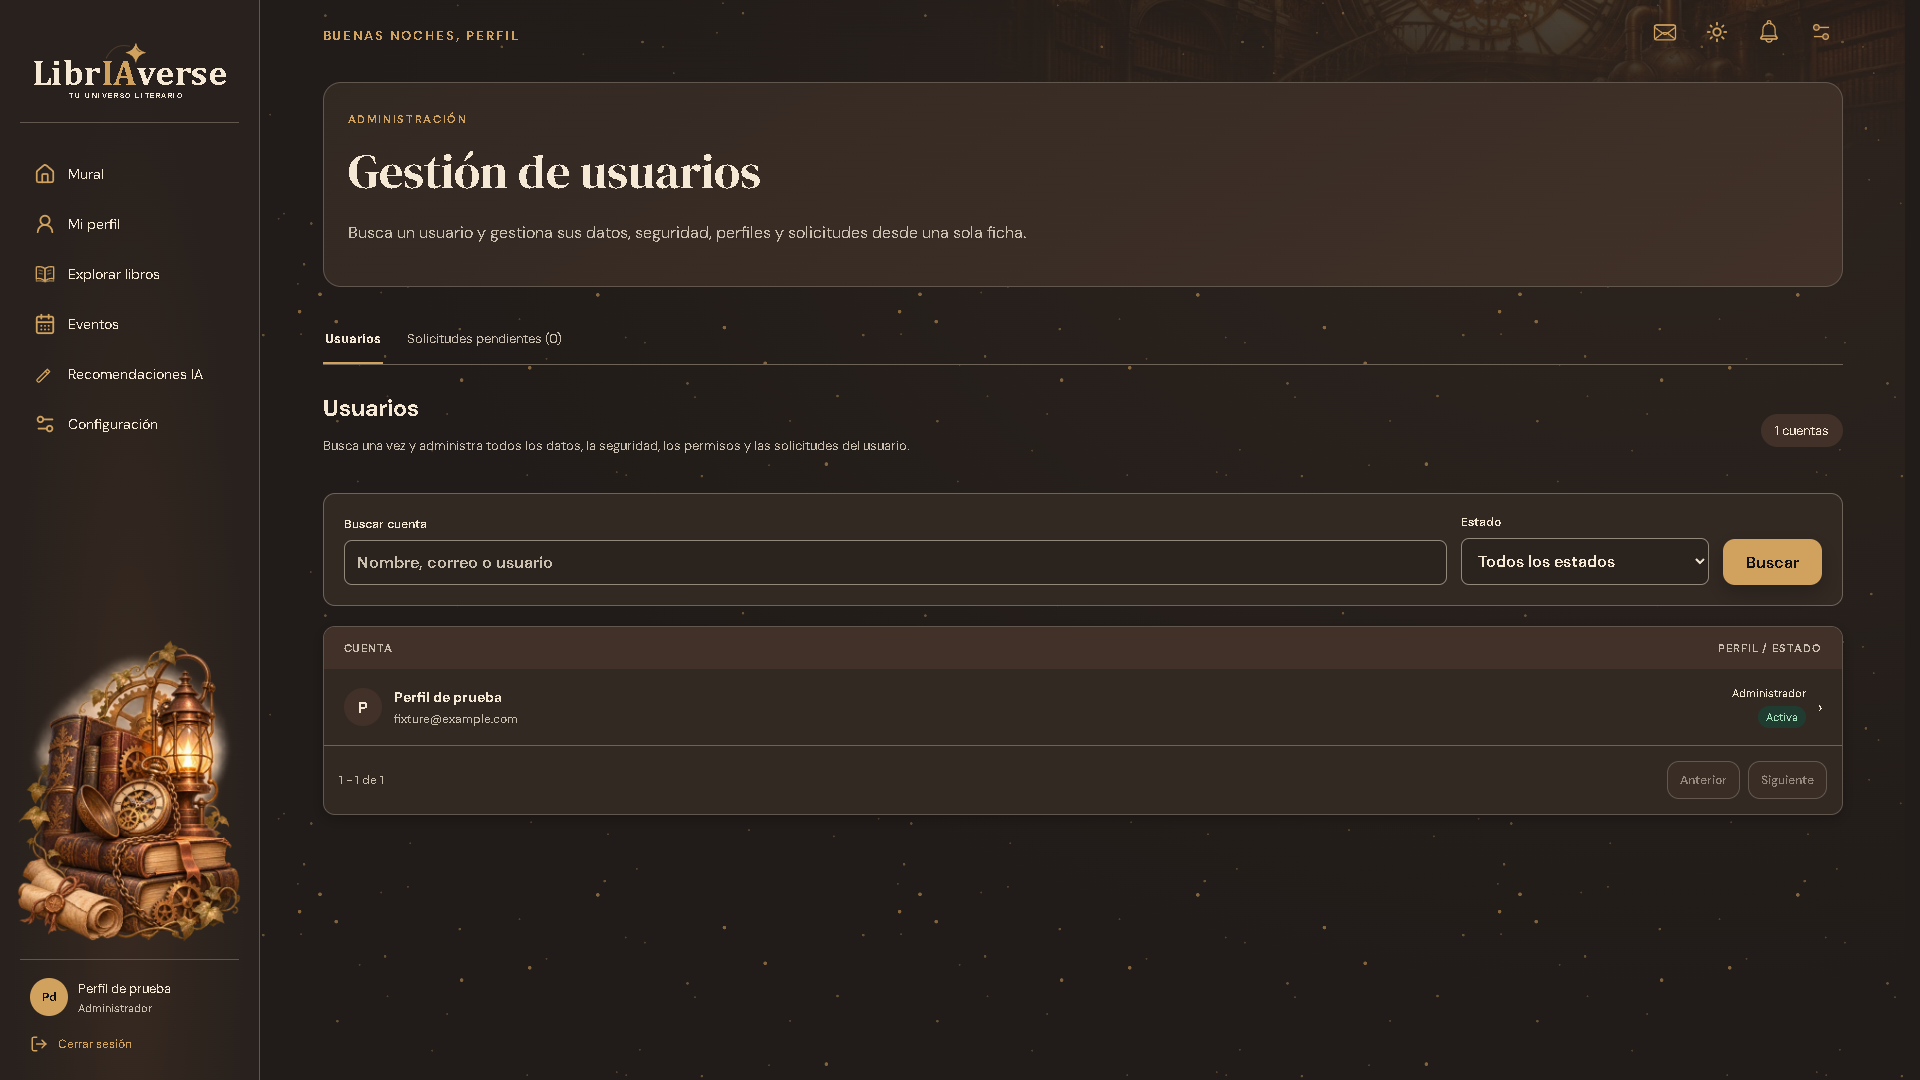 LibrIAverse
TU UNIVERSO LITERARIO
Mural
Mi perfil
Explorar libros
Eventos
Recomendaciones IA
Configuración
Pd
Perfil de prueba
Administrador
Cerrar sesión
BUENAS NOCHES, PERFIL
ADMINISTRACIÓN
Gestión de usuarios
Busca un usuario y gestiona sus datos, seguridad, perfiles y solicitudes desde una sola ficha.
Usuarios
Solicitudes pendientes (0)
Usuarios
Busca una vez y administra todos los datos, la seguridad, los permisos y las solicitudes del usuario.
1 cuentas
Buscar cuenta
Nombre, correo o usuario
Estado
Todos los estados
Buscar
CUENTA
PERFIL / ESTADO
P
Perfil de prueba
fixture@example.com
Administrador
Activa
1–1 de 1
Anterior
Siguiente